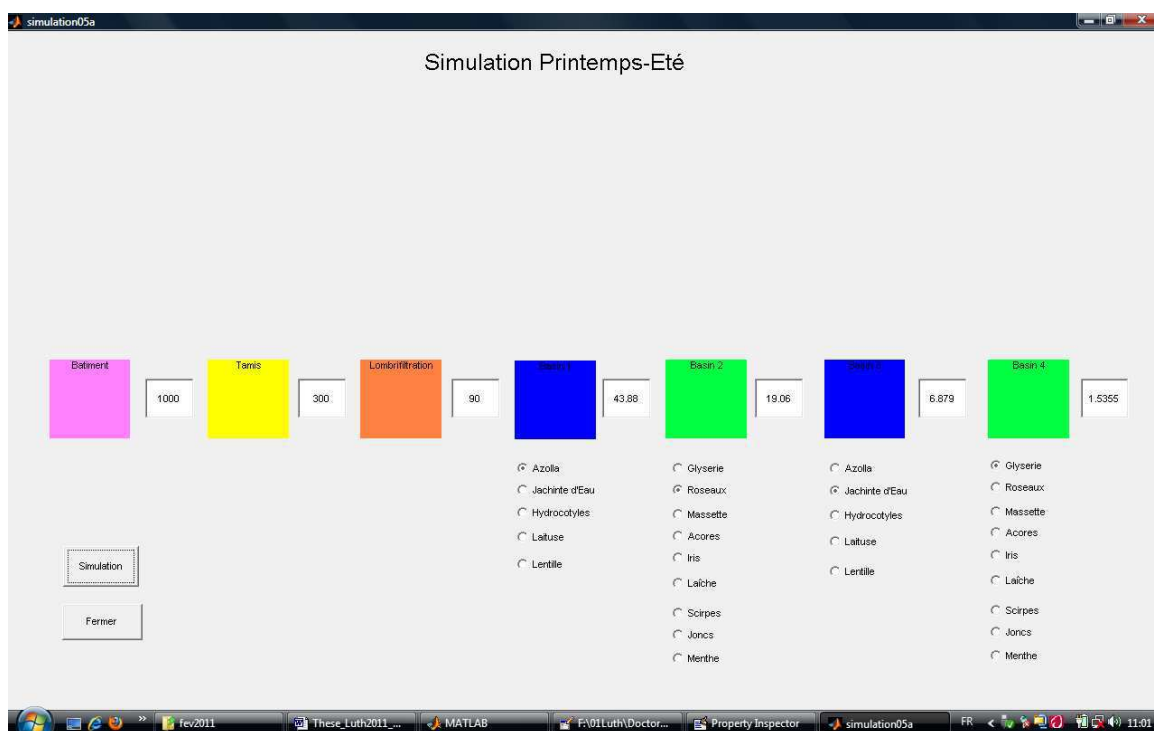 simulation05a
Simulation Printemps-Eté
Batiment
1000
Tamis
300
Lombrifiltration
90
43.88
Basin 2
19.06
6.879
Basin 4
1.5355
Azolla
Jachinte d'Eau
Hydrocotyles
Laituse
Lentille
Glyserie
Roseaux
Massette
Acores
Iris
Laîche
Scirpes
Joncs
Menthe
Azolla
Jachinte d'Eau
Hydrocotyles
Laituse
Lentille
Glyserie
Roseaux
Massette
Acores
Iris
Laîche
Scirpes
Joncs
Menthe
Simulation
Fermer
fev2011
These_Luth2011_...
MATLAB
F:\01Luth\Doctor...
Property Inspector
simulation05a
FR
11:01